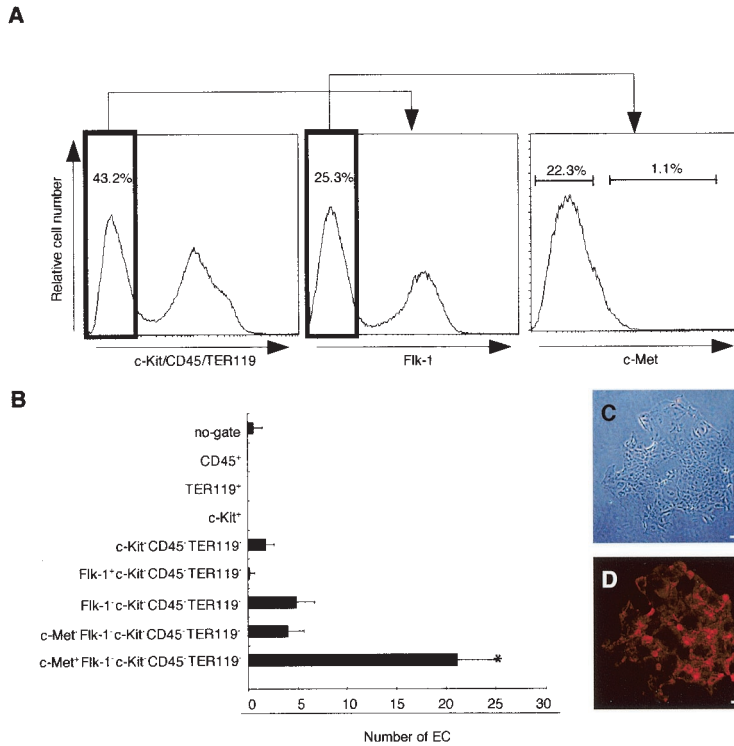 A
43.2%
25.3%
22.3%
1.1%
Relative cell number
c-Kit/CD45/TER119
Flk-1
c-Met
B
no-gate
CD45⁺
TER119⁺
c-Kit⁺
c-Kit⁻CD45⁻TER119⁻
Flk-1⁺c-Kit⁻CD45⁻TER119⁻
Flk-1⁻c-Kit⁻CD45⁻TER119⁻
c-Met⁻Flk-1⁻c-Kit⁻CD45⁻TER119⁻
c-Met⁺Flk-1⁻c-Kit⁻CD45⁻TER119⁻
*
0 5 10 15 20 25 30
Number of EC
C
D